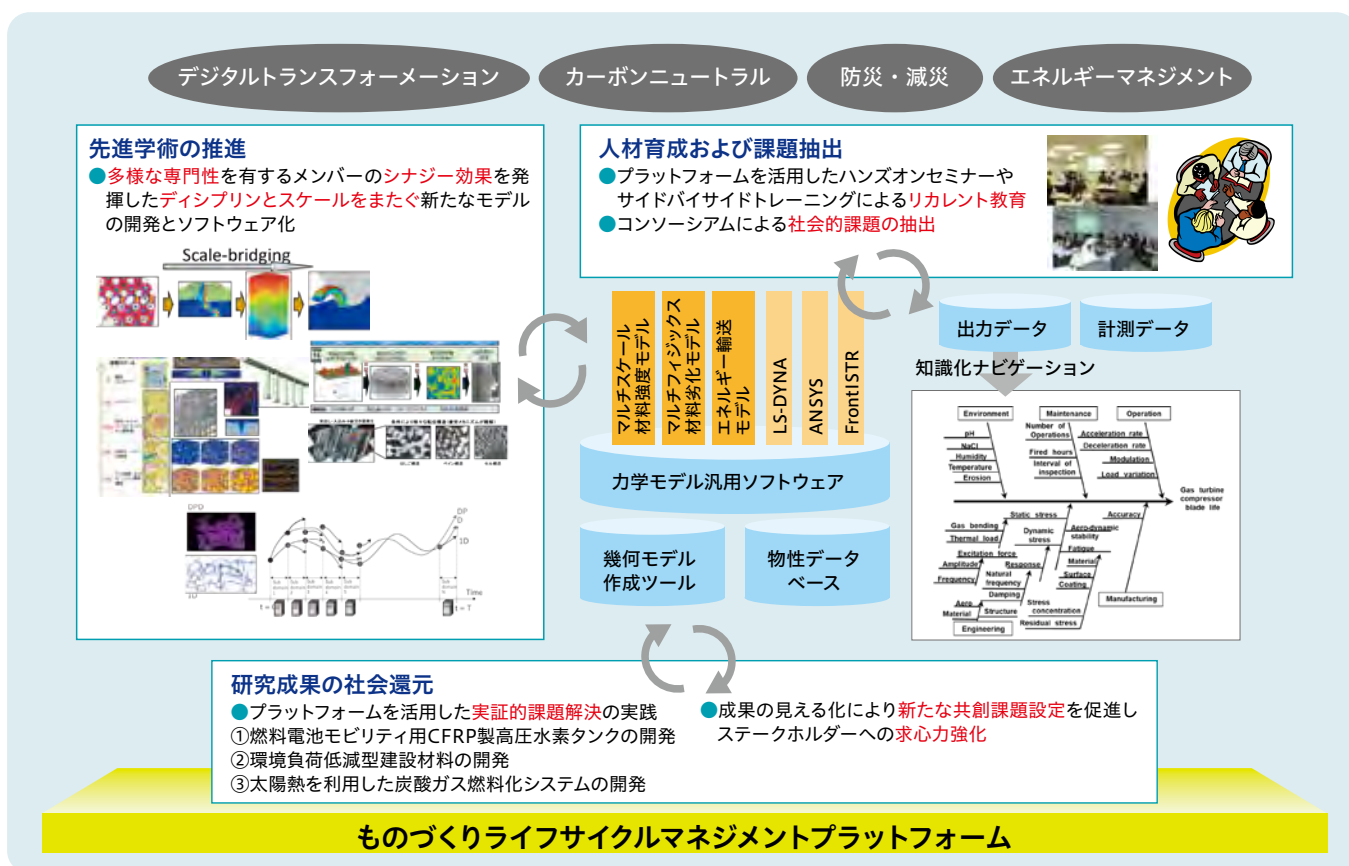 デジタルトランスフォーメーション
カーボンニュートラル
防災・減災
エネルギーマネジメント
先進学術の推進
●多様な専門性を有するメンバーのシナジー効果を発
揮したディシプリンとスケールをまたぐ新たなモデル
の開発とソフトウェア化
Scale-bridging
DPD
DP
D
1D
Time
t = T
人材育成および課題抽出
●プラットフォームを活用したハンズオンセミナーや
サイドバイサイドトレーニングによるリカレント教育
●コンソーシアムによる社会的課題の抽出
マルチスケール
材料強度モデル
マルチフィジックス
材料劣化モデル
エネルギー輸送
モデル
LS-DYNA
ANSYS
FrontISTR
力学モデル汎用ソフトウェア
幾何モデル
作成ツール
物性データ
ベース
出力データ
計測データ
知識化ナビゲーション
Environment
Maintenance
Operation
pH
NaCl
Humidity
Temperature
Erosion
Number of
Operations
Fired hours
Interval of
inspection
Acceleration rate
Deceleration rate
Modulation
Load variation
Gas turbine
compressor
blade life
Static stress
Accuracy
Gas bending
Thermal load
Dynamic
stress
Aero-dynamic
stability
Excitation force
Fatigue
Amplitude
Response
Material
Frequency
Natural
frequency
Surface
Coating
Damping
Aero
Material
Structure
Stress
concentration
Manufacturing
Residual stress
Engineering
研究成果の社会還元
●プラットフォームを活用した実証的課題解決の実践
①燃料電池モビリティ用CFRP製高圧水素タンクの開発
②環境負荷低減型建設材料の開発
③太陽熱を利用した炭酸ガス燃料化システムの開発
●成果の見える化により新たな共創課題設定を促進し
ステークホルダーへの求心力強化
ものづくりライフサイクルマネジメントプラットフォーム